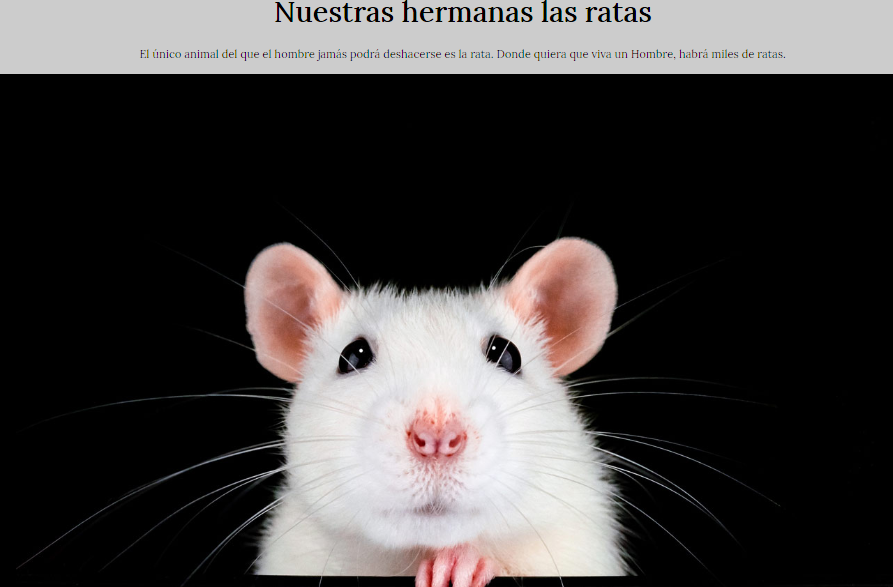 Nuestras hermanas las ratas
El único animal del que el hombre jamás podrá deshacerse es la rata. Donde quiera que viva un Hombre, habrá miles de ratas.